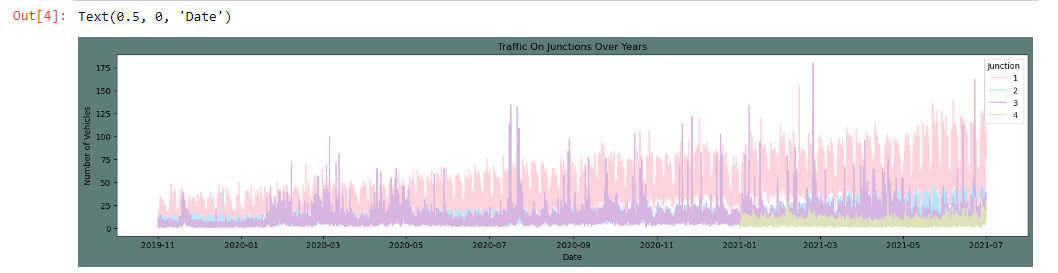 Out[4]: Text(0.5, 0, 'Date')
Traffic On Junctions Over Years
Junction
1
2
3
4
175
150
125
100
75
50
25
0
Number of Vehicles
2019-11 2020-01 2020-03 2020-05 2020-07 2020-09 2020-11 2021-01 2021-03 2021-05 2021-07
Date